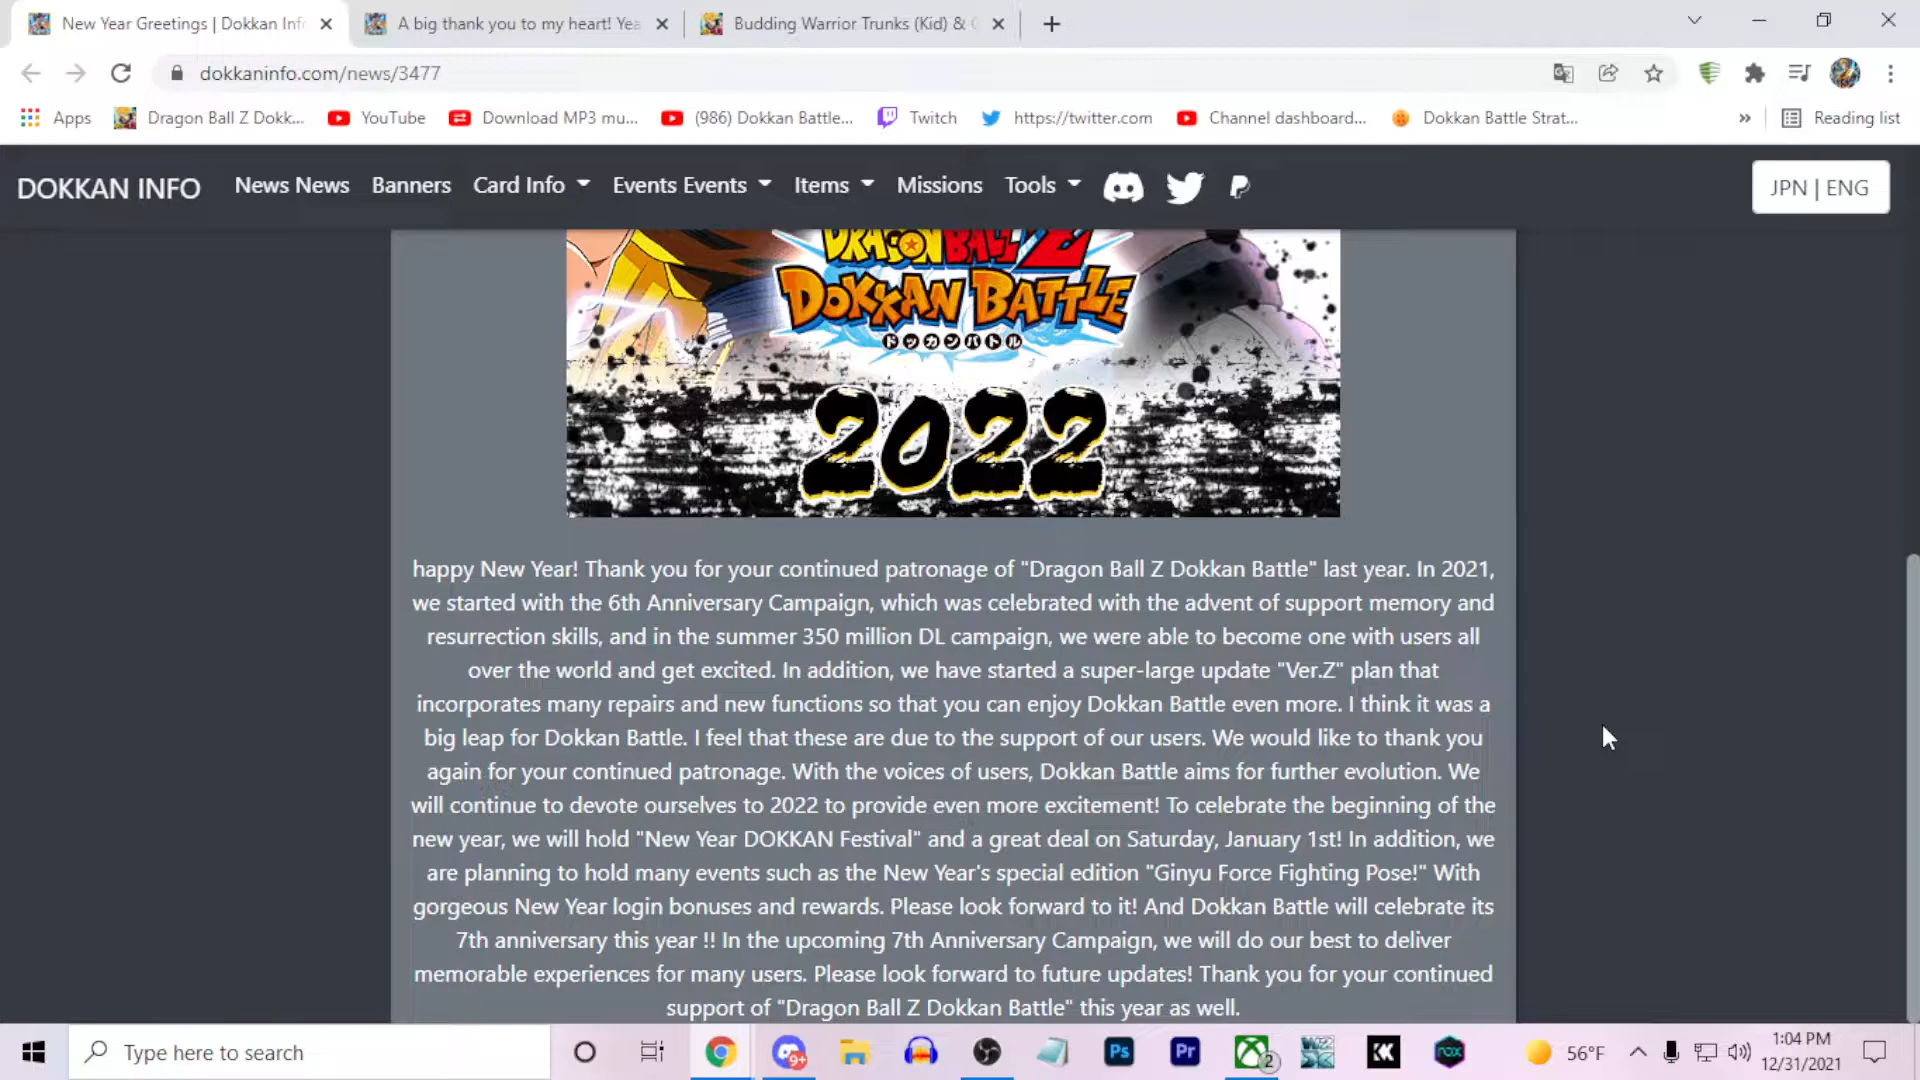 New Year Greetings | Dokkan Info
A big thank you to my heart! Yea
Budding Warrior Trunks (Kid) &
dokkaninfo.com/news/3477
Apps
Dragon Ball Z Dokk...
YouTube
Download MP3 mu...
(986) Dokkan Battle...
Twitch
https://twitter.com
Channel dashboard...
Dokkan Battle Strat...
»
Reading list
DOKKAN INFO
News News
Banners
Card Info
Events Events
Items
Missions
Tools
JPN | ENG
DRAGON BALL Z
DOKKAN BATTLE
ドッカンバトル
2022
happy New Year! Thank you for your continued patronage of "Dragon Ball Z Dokkan Battle" last year. In 2021,
we started with the 6th Anniversary Campaign, which was celebrated with the advent of support memory and
resurrection skills, and in the summer 350 million DL campaign, we were able to become one with users all
over the world and get excited. In addition, we have started a super-large update "Ver.Z" plan that
incorporates many repairs and new functions so that you can enjoy Dokkan Battle even more. I think it was a
big leap for Dokkan Battle. I feel that these are due to the support of our users. We would like to thank you
again for your continued patronage. With the voices of users, Dokkan Battle aims for further evolution. We
will continue to devote ourselves to 2022 to provide even more excitement! To celebrate the beginning of the
new year, we will hold "New Year DOKKAN Festival" and a great deal on Saturday, January 1st! In addition, we
are planning to hold many events such as the New Year's special edition "Ginyu Force Fighting Pose!" With
gorgeous New Year login bonuses and rewards. Please look forward to it! And Dokkan Battle will celebrate its
7th anniversary this year !! In the upcoming 7th Anniversary Campaign, we will do our best to deliver
memorable experiences for many users. Please look forward to future updates! Thank you for your continued
support of "Dragon Ball Z Dokkan Battle" this year as well.
Type here to search
9+
Ps
Pr
2
nox
56°F
1:04 PM
12/31/2021